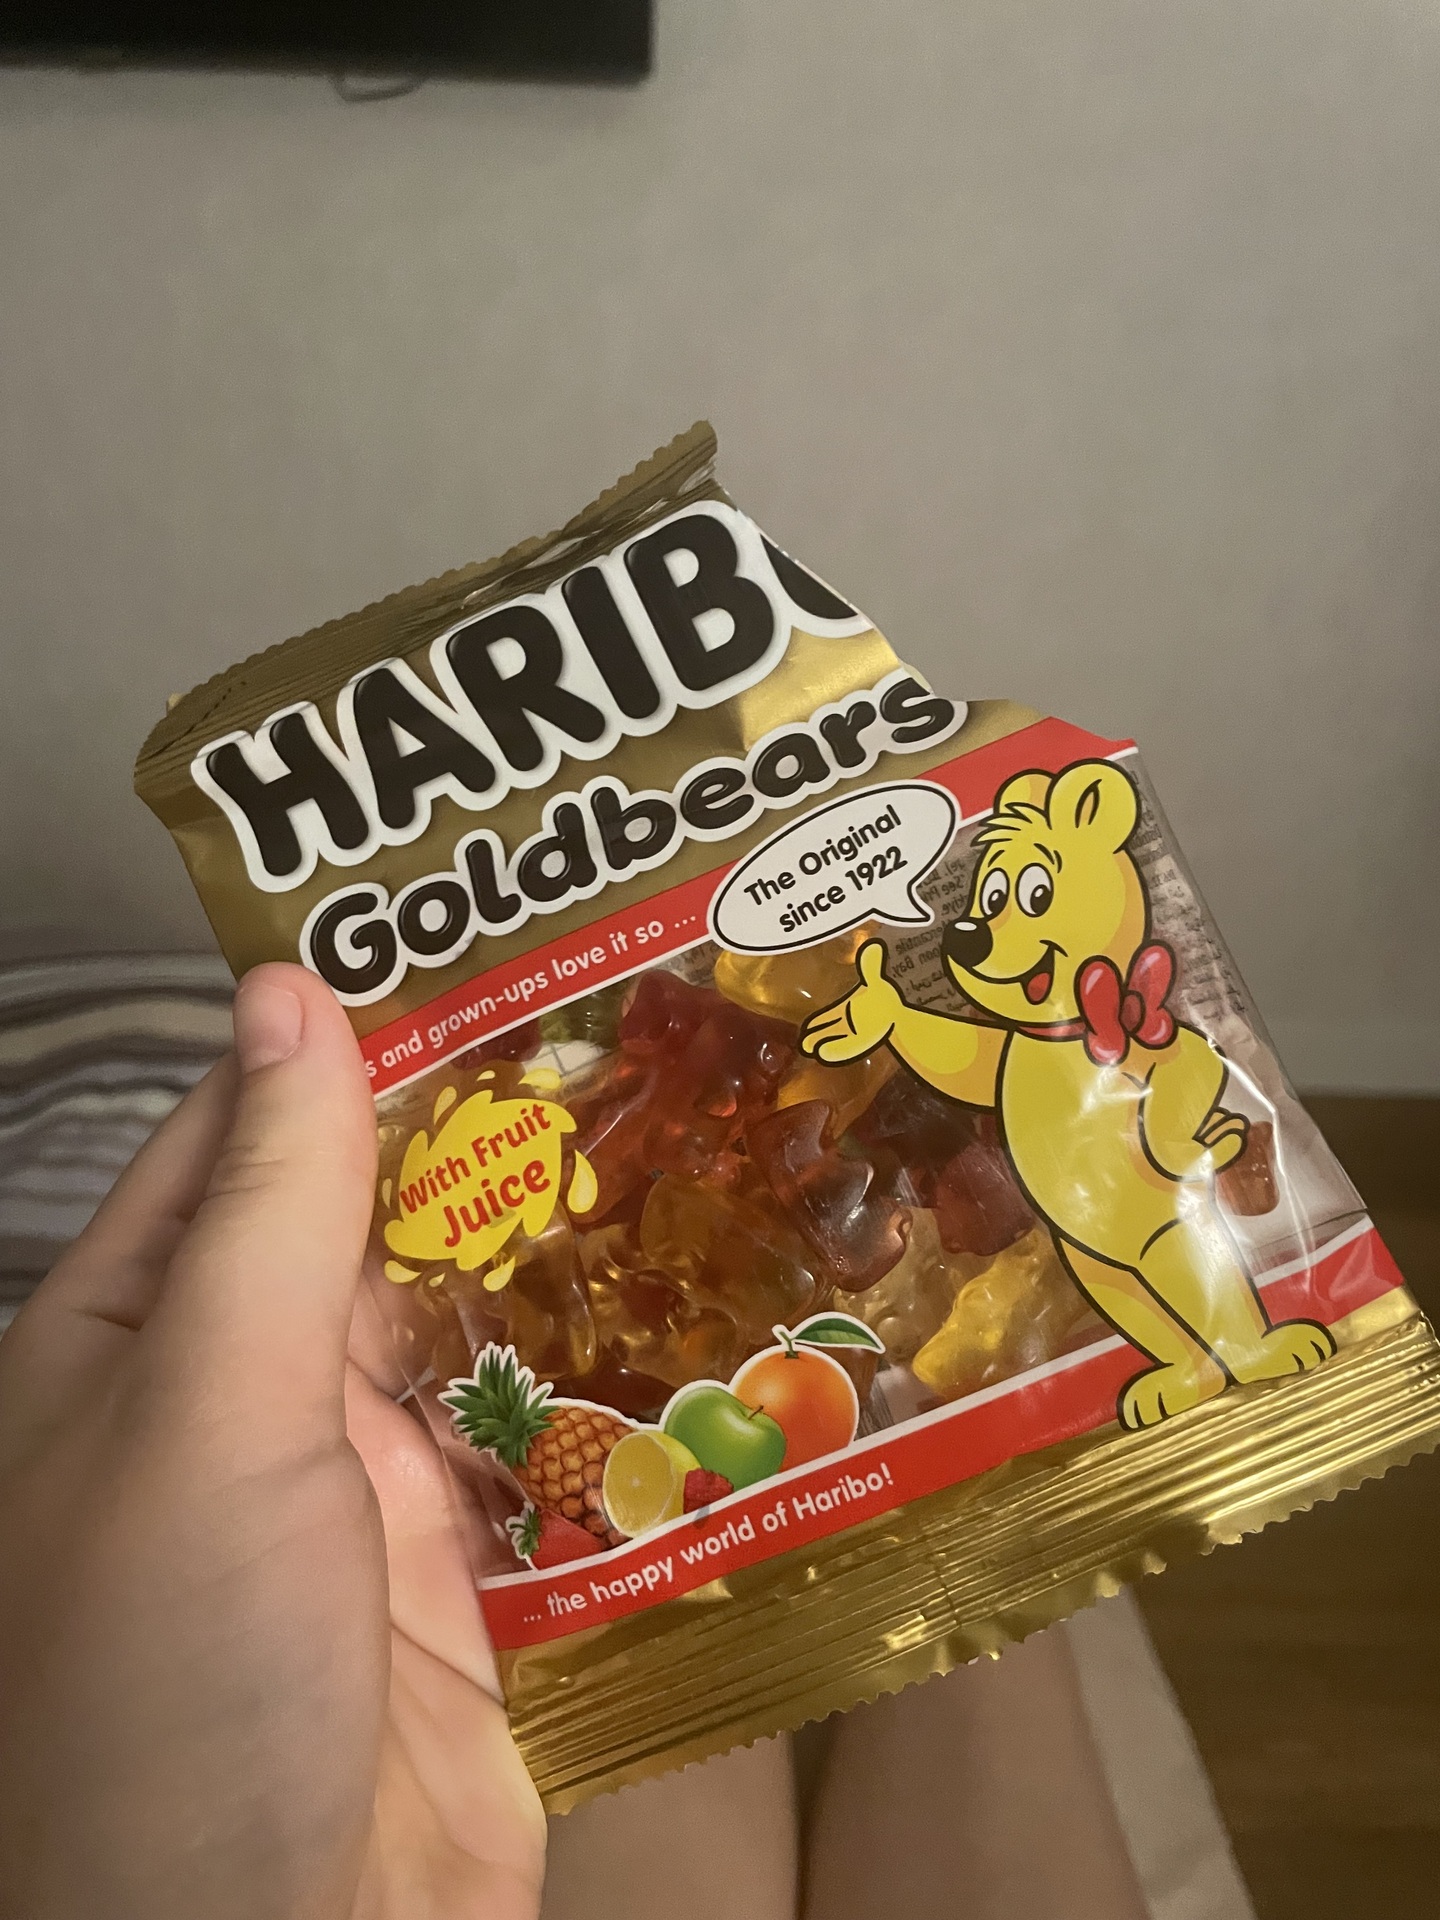 HARIBO
Goldbears
The Original
since 1922
and grown-ups love it so ...
With Fruit
Juice
... the happy world of Haribo!